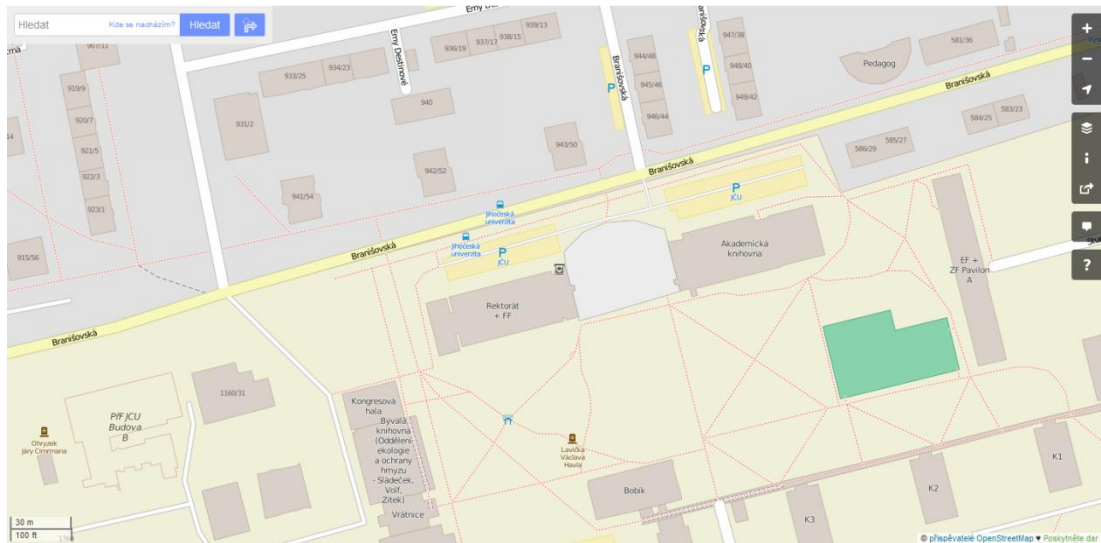 Hledat
Kde se nacházím?
Hledat
Erny Destinové
939/13
938/15
937/17
936/19
944/48
945/46
946/44
Branišovská
P
P
947/38
948/40
949/42
Pedagog
581/36
907/11
919/9
920/7
921/5
922/3
923/1
915/56
931/2
933/25
934/23
940
941/54
942/52
943/50
Branišovská
583/23
584/25
585/27
586/29
Branišovská
P
JČU
Jihočeská
univerzita
Jihočeská
univerzita
P
JČU
Branišovská
Branišovská
Akademická
knihovna
EF +
ZF Pavilon
A
Rektorát
+ FF
1160/31
PřF JCU
Budova
B
Ohryzek
Járy Cimrmana
Kongresová
hala
Bývalá
knihovna
(Oddělení
ekologie
a ochrany
hmyzu
- Sládeček,
Volf,
Zítek)
Vrátnice
Lavička
Václava
Havla
Bobík
K1
K2
K3
30 m
100 ft
© přispěvatelé OpenStreetMap ♥ Poskytněte dar